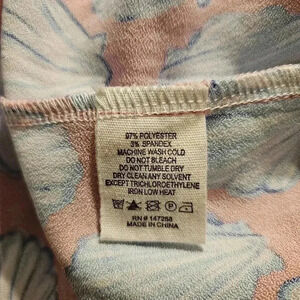 97% POLYESTER
3% SPANDEX
MACHINE WASH COLD
DO NOT BLEACH
DO NOT TUMBLE DRY
DRY CLEAN ANY SOLVENT
EXCEPT TRICHLOROETHYLENE
IRON LOW HEAT
RN # 147258
MADE IN CHINA